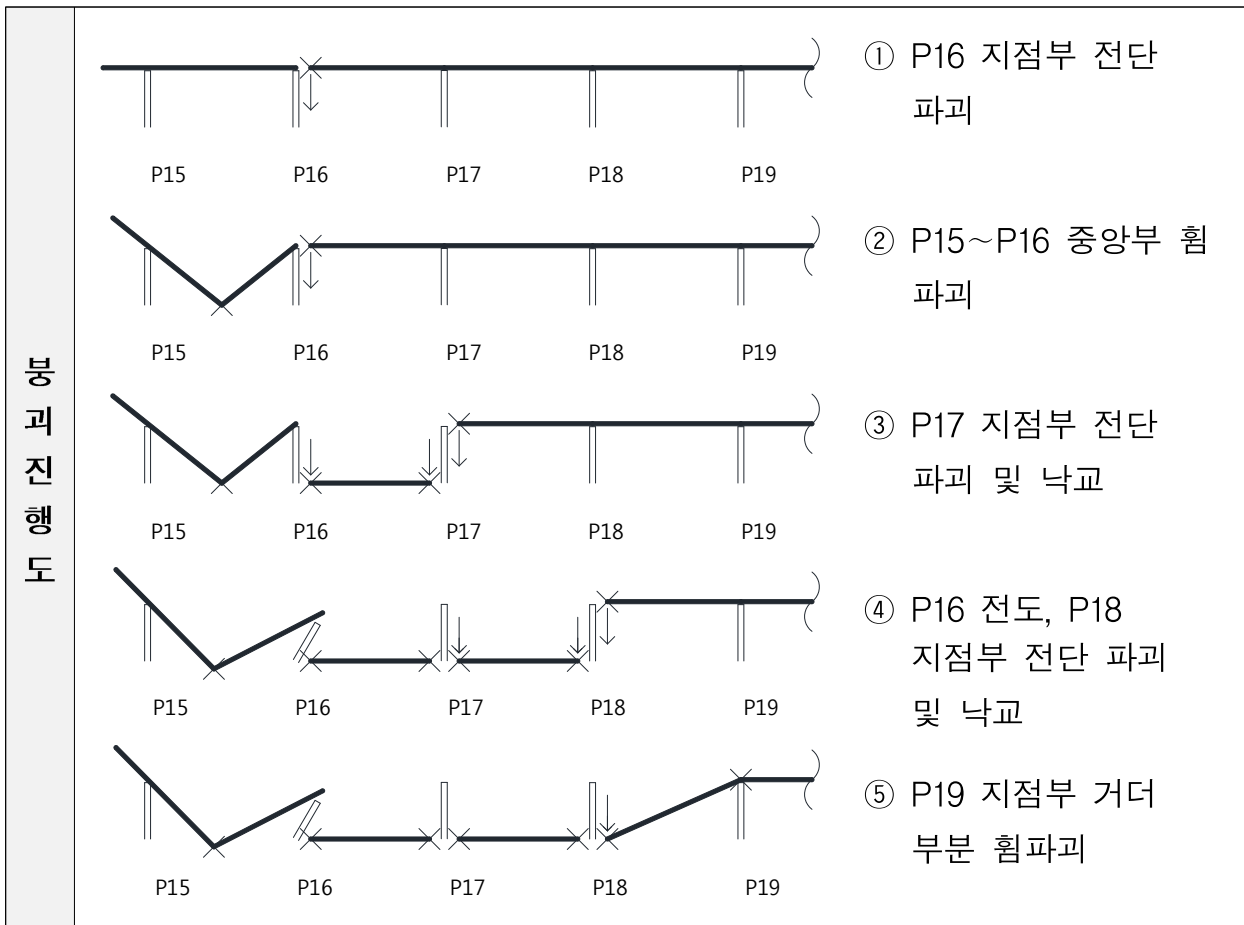 붕
괴
진
행
도
P15 P16 P17 P18 P19
① P16 지점부 전단
파괴
P15 P16 P17 P18 P19
② P15~P16 중앙부 휨
파괴
P15 P16 P17 P18 P19
③ P17 지점부 전단
파괴 및 낙교
P15 P16 P17 P18 P19
④ P16 전도, P18
지점부 전단 파괴
및 낙교
P15 P16 P17 P18 P19
⑤ P19 지점부 거더
부분 휨파괴